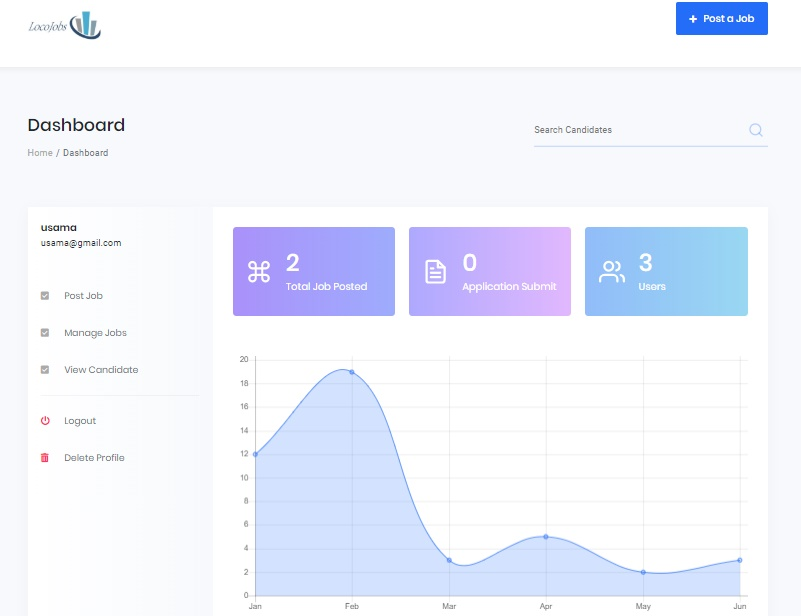 LocoJobs
+ Post a Job
Dashboard
Home / Dashboard
Search Candidates
usama
usama@gmail.com
Post Job
Manage Jobs
View Candidate
Logout
Delete Profile
2
Total Job Posted
0
Application Submit
3
Users
20
18
16
14
12
10
8
6
4
2
0
Jan Feb Mar Apr May Jun